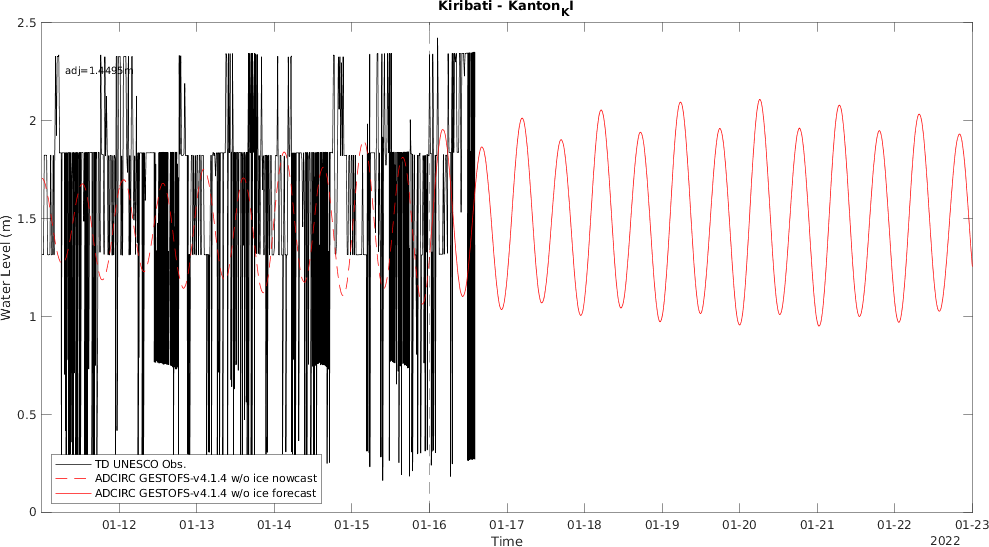 Kiribati - KantonKI
2.5
adj=1.4495m
2
1.5
1
0.5
0
Water Level (m)
TD UNESCO Obs.
ADCIRC GESTOFS-v4.1.4 w/o ice nowcast
ADCIRC GESTOFS-v4.1.4 w/o ice forecast
01-12 01-13 01-14 01-15 01-16 01-17 01-18 01-19 01-20 01-21 01-22 01-23
Time
2022